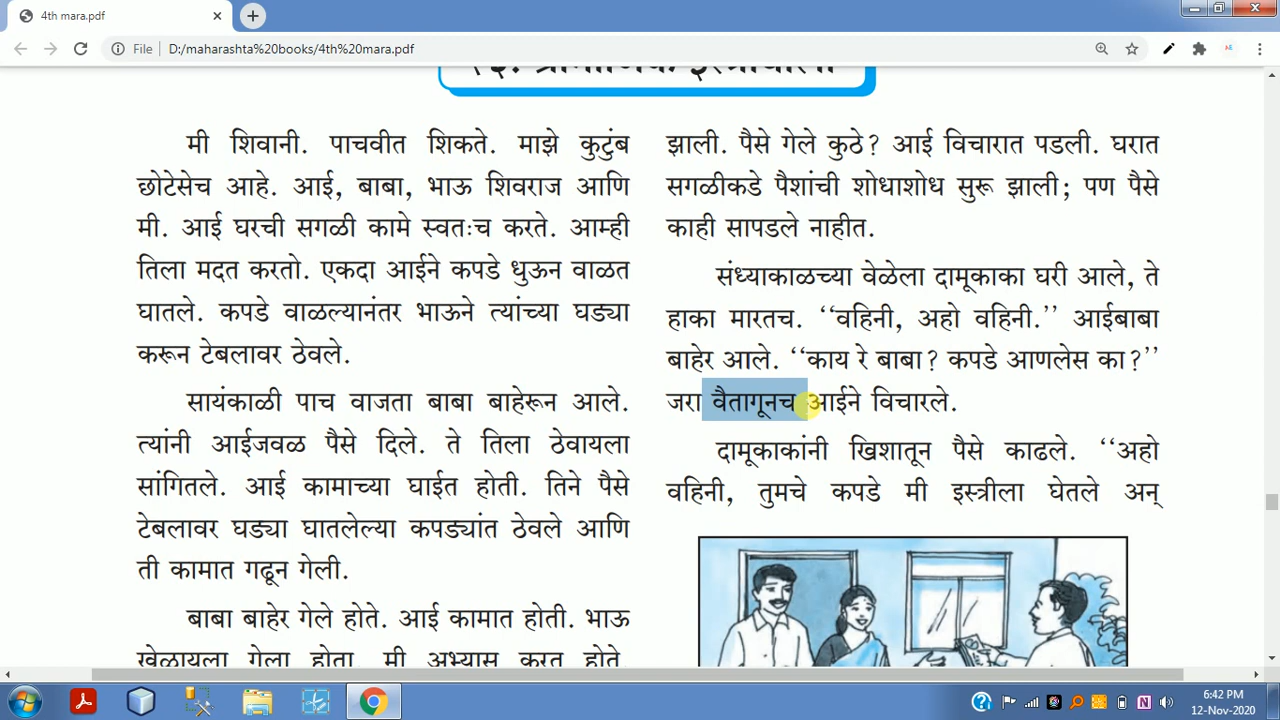 4th mara.pdf
File
D:/maharashta%20books/4th%20mara.pdf
मी शिवानी. पाचवीत शिकते. माझे कुटुंब
छोटेसेच आहे. आई, बाबा, भाऊ शिवराज आणि
मी. आई घरची सगळी कामे स्वतःच करते. आम्ही
तिला मदत करतो. एकदा आईने कपडे धुऊन वाळत
घातले. कपडे वाळल्यानंतर भाऊने त्यांच्या घड्या
करून टेबलावर ठेवले.
सायंकाळी पाच वाजता बाबा बाहेरून आले.
त्यांनी आईजवळ पैसे दिले. ते तिला ठेवायला
सांगितले. आई कामाच्या घाईत होती. तिने पैसे
टेबलावर घड्या घातलेल्या कपड्यांत ठेवले आणि
ती कामात गढून गेली.
बाबा बाहेर गेले होते. आई कामात होती. भाऊ
खेळायला गेला होता. मी अभ्यास करत होते.
झाली. पैसे गेले कुठे? आई विचारात पडली. घरात
सगळीकडे पैशांची शोधाशोध सुरू झाली; पण पैसे
काही सापडले नाहीत.
संध्याकाळच्या वेळेला दामूकाका घरी आले, ते
हाका मारतच. ‘‘वहिनी, अहो वहिनी.’’ आईबाबा
बाहेर आले. ‘‘काय रे बाबा? कपडे आणलेस का?’’
जरा वैतागूनच आईने विचारले.
दामूकाकांनी खिशातून पैसे काढले. ‘‘अहो
वहिनी, तुमचे कपडे मी इस्त्रीला घेतले अन्
6:42 PM
12-Nov-2020